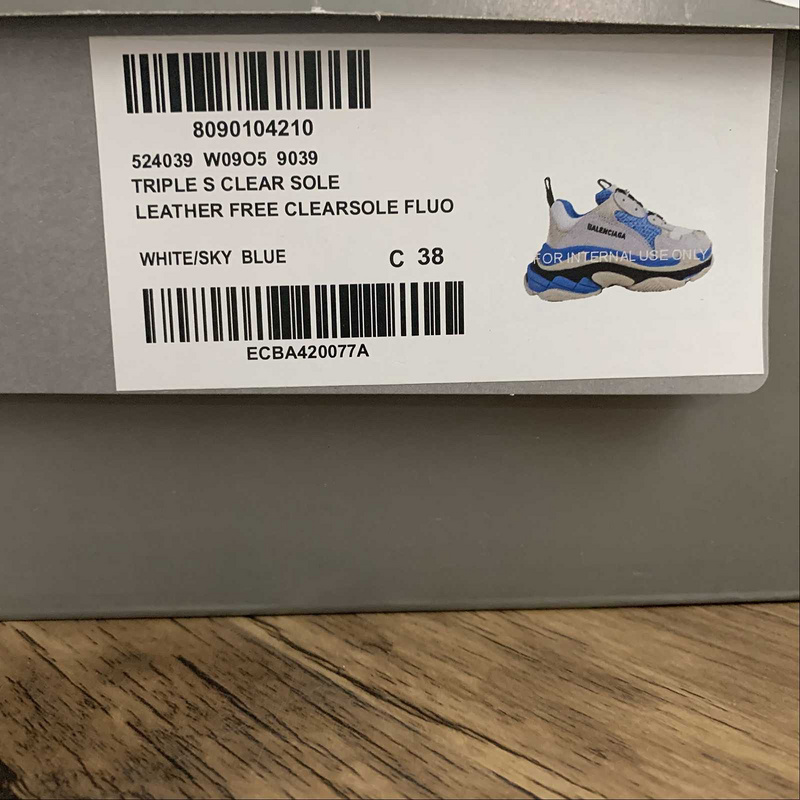 8090104210
524039 W09O5 9039
TRIPLE S CLEAR SOLE
LEATHER FREE CLEARSOLE FLUO
WHITE/SKY BLUE C 38
ECBA420077A
BALENCIAGA
FOR INTERNAL USE ONLY